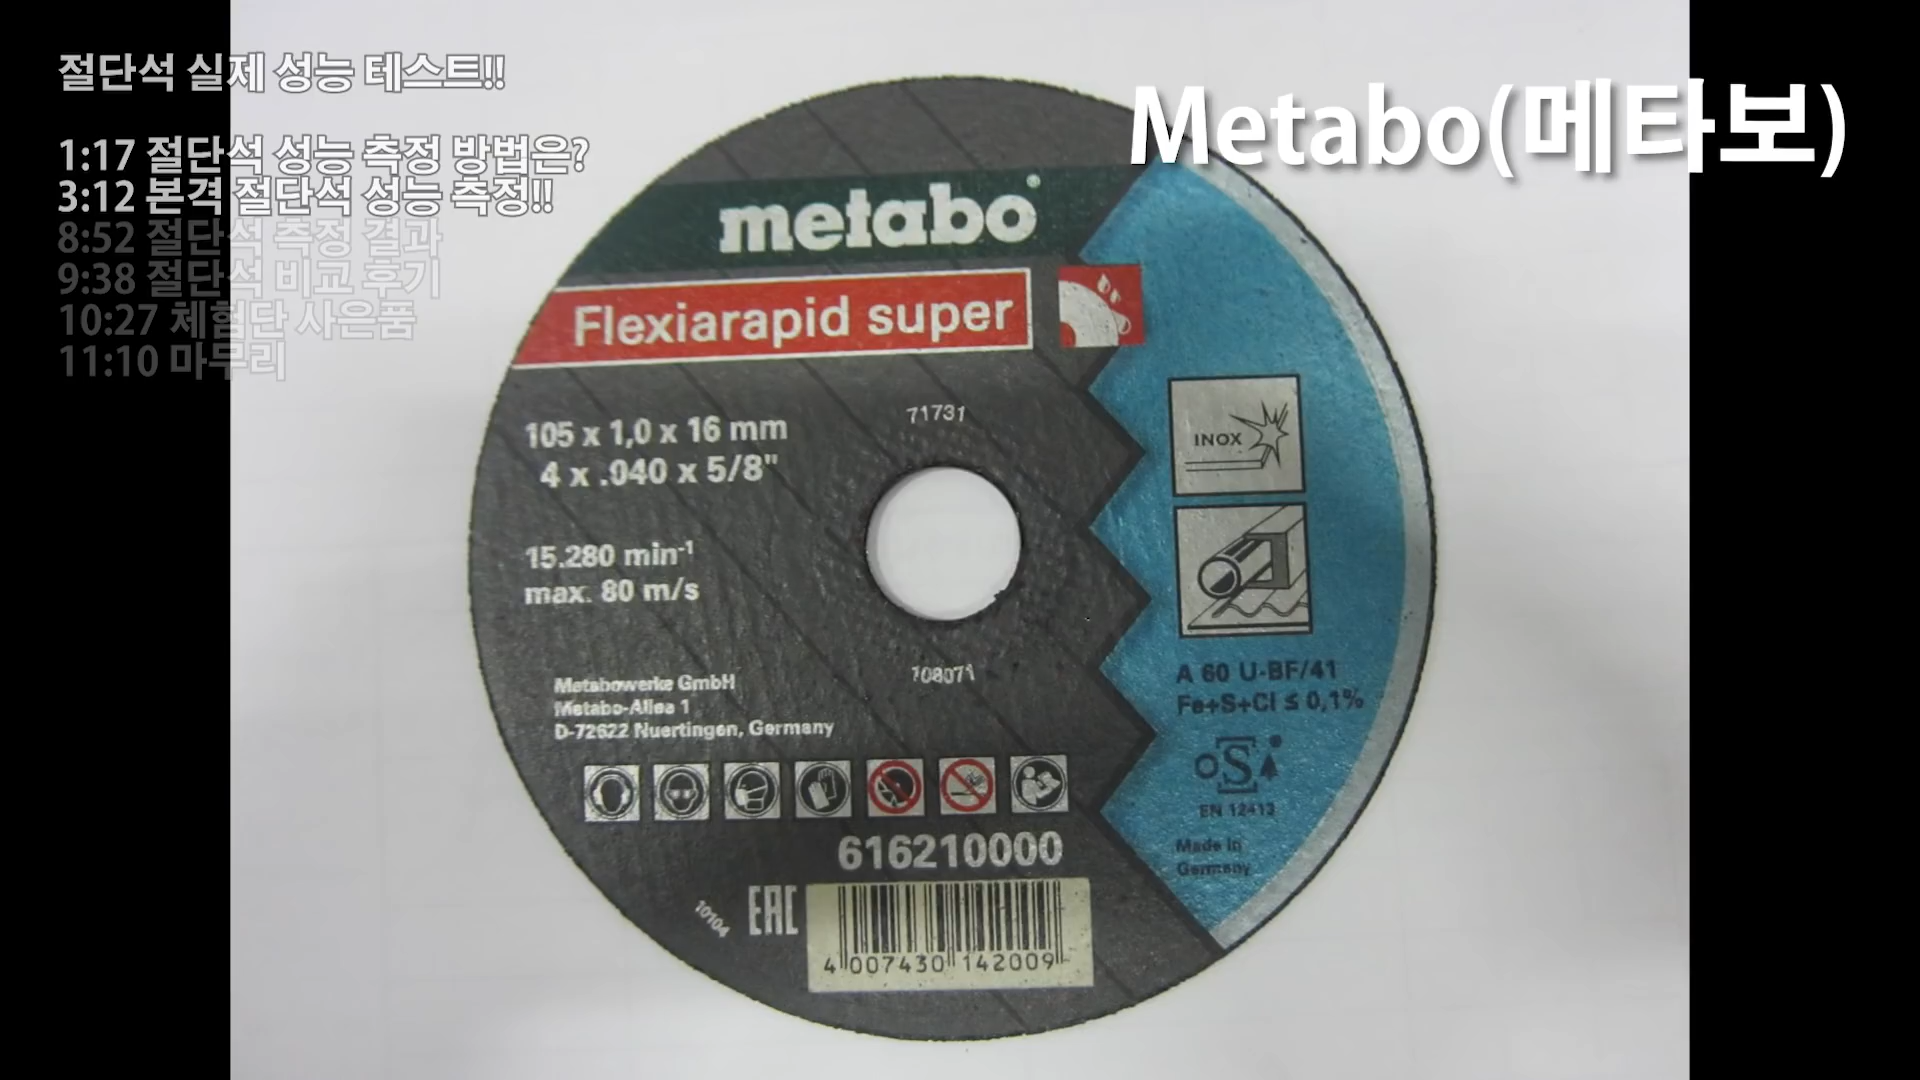 절단석 실제 성능 테스트!!
1:17 절단석 성능 측정 방법은?
3:12 본격 절단석 성능 측정!!
8:52 절단석 측정 결과
9:38 절단석 비교 후기
10:27 체험단 사은품
11:10 마무리
Metabo(메타보)
metabo®
Flexiarapid super
105 x 1,0 x 16 mm
4 x .040 x 5/8"
71731
INOX
15.280 min-1
max. 80 m/s
108071
A 60 U-BF/41
Fe+S+Cl ≤ 0,1%
Metabowerke GmbH
Metabo-Allee 1
D-72622 Nuertingen, Germany
oSa
EN 12413
Made in
Germany
616210000
10104
EAC
4 007430 142009